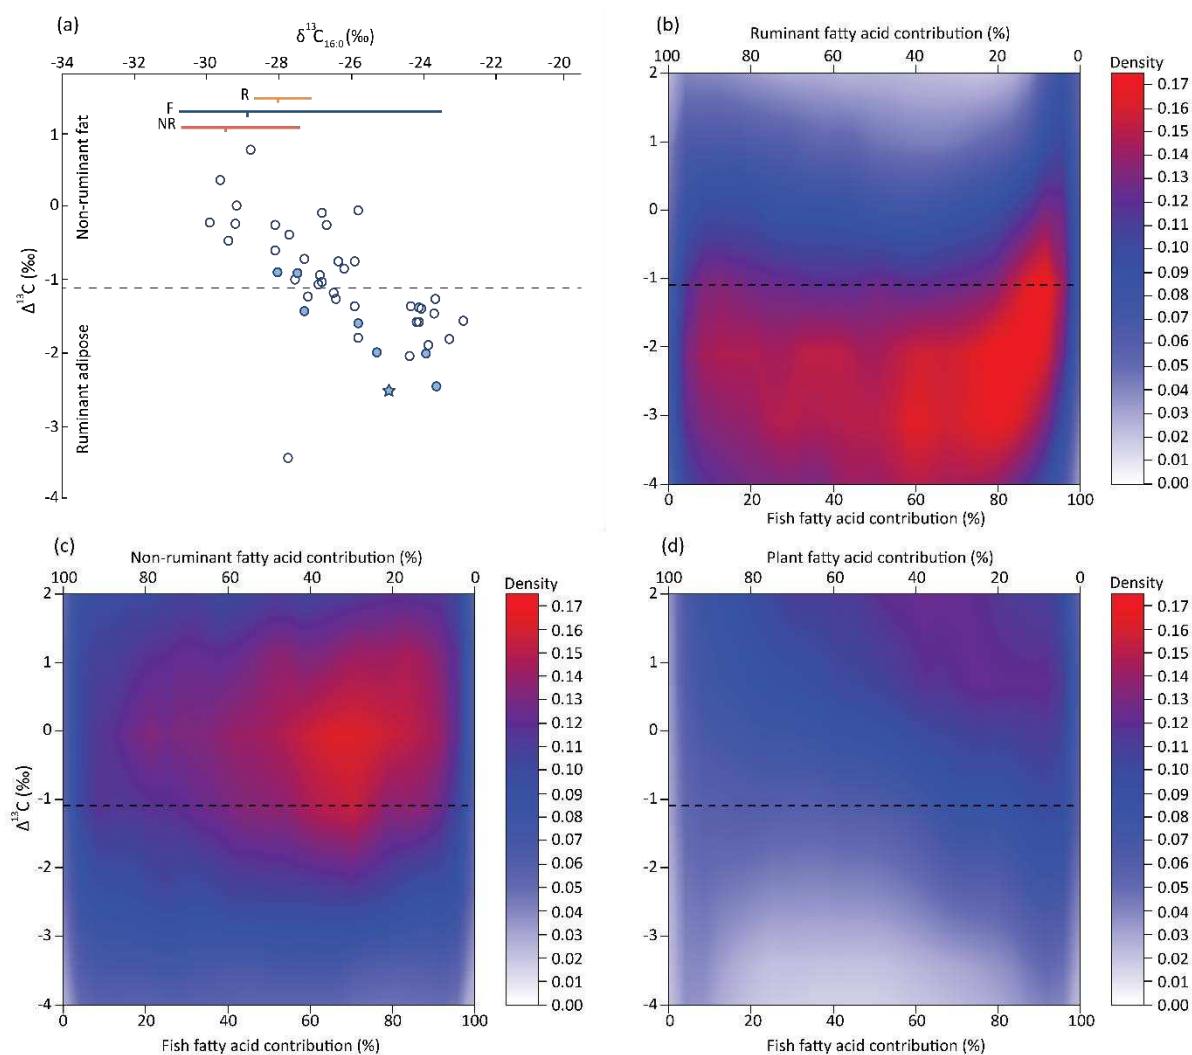 (a)
δ¹³C₁₆:₀ (‰)
-34 -30 -28 -26 -24 -22 -20
R
F
NR
Non-ruminant fat
Ruminant adipose
Δ¹³C (‰)
1
0
-1
-2
-3
-4
(b)
Ruminant fatty acid contribution (%)
100 80 60 40 20 0
2
1
0
-1
-2
-3
-4
0 20 40 60 80 100
Fish fatty acid contribution (%)
Density
0.17
0.16
0.15
0.14
0.13
0.12
0.11
0.10
0.09
0.08
0.07
0.06
0.05
0.04
0.03
0.02
0.01
0.00
(c)
Non-ruminant fatty acid contribution (%)
100 80 60 40 20 0
Δ¹³C (‰)
2
1
0
-1
-2
-3
-4
0 20 40 60 80 100
Fish fatty acid contribution (%)
Density
0.17
0.16
0.15
0.14
0.13
0.12
0.11
0.10
0.09
0.08
0.07
0.06
0.05
0.04
0.03
0.02
0.01
0.00
(d)
Plant fatty acid contribution (%)
100 80 60 40 20 0
2
1
0
-1
-2
-3
-4
0 20 40 60 80 100
Fish fatty acid contribution (%)
Density
0.17
0.16
0.15
0.14
0.13
0.12
0.11
0.10
0.09
0.08
0.07
0.06
0.05
0.04
0.03
0.02
0.01
0.00